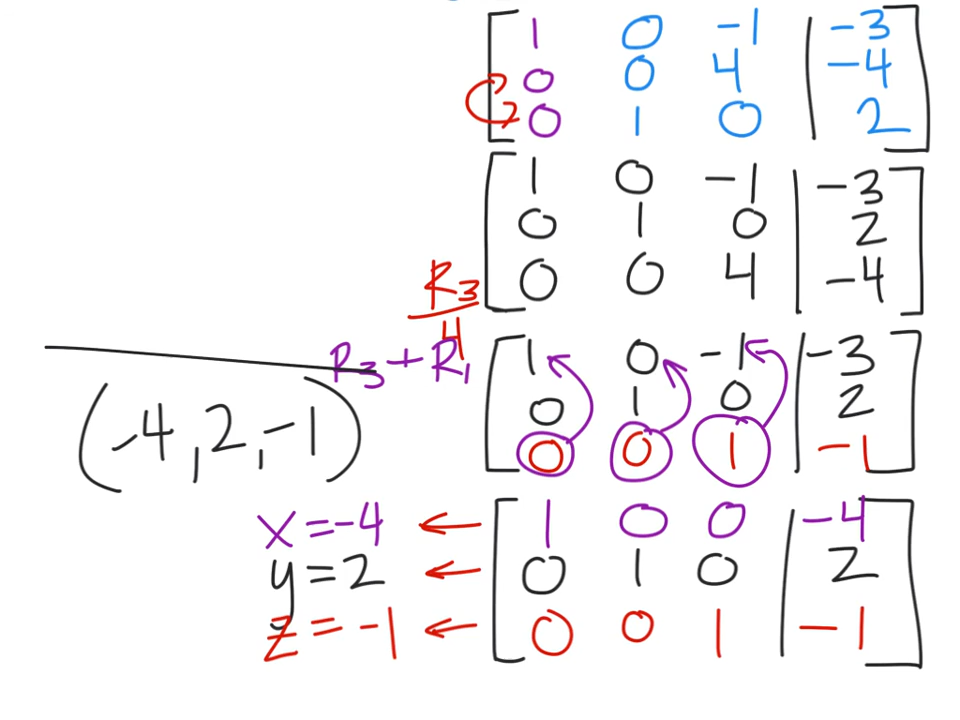 1 0 -1 | -3
0 0 4 | -4
0 1 0 | 2
1 0 -1 | -3
0 1 0 | 2
0 0 4 | -4
R3/4
R3 + R1
1 0 -1 | -3
0 1 0 | 2
0 0 1 | -1
(-4, 2, -1)
x = -4 ← 1 0 0 | -4
y = 2 ← 0 1 0 | 2
z = -1 ← 0 0 1 | -1